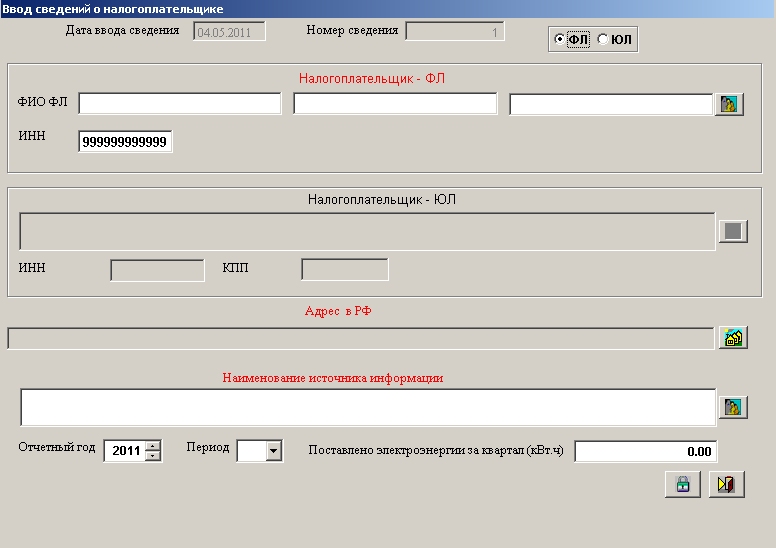 Ввод сведений о налогоплательщике
Дата ввода сведения 04.05.2011 Номер сведения 1 ФЛ ЮЛ
Налогоплательщик - ФЛ
ФИО ФЛ
ИНН 999999999999
Налогоплательщик - ЮЛ
ИНН КПП
Адрес в РФ
Наименование источника информации
Отчетный год 2011 Период Поставлено электроэнергии за квартал (кВт.ч) 0.00